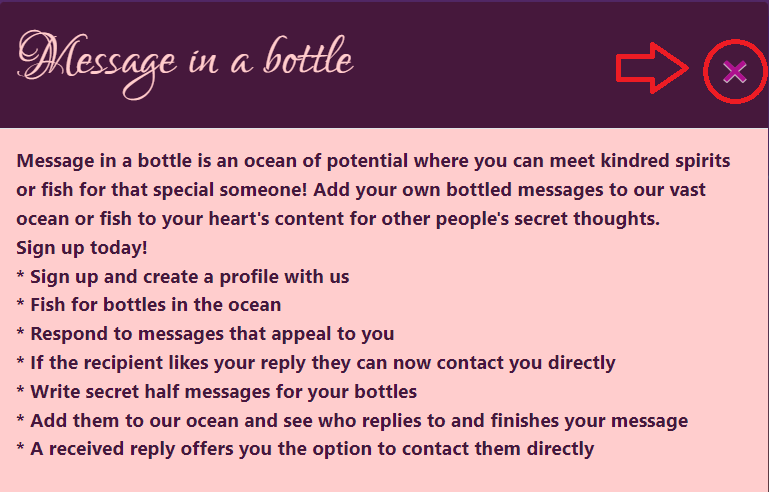 Message in a bottle
Message in a bottle is an ocean of potential where you can meet kindred spirits
or fish for that special someone! Add your own bottled messages to our vast
ocean or fish to your heart's content for other people's secret thoughts.
Sign up today!
* Sign up and create a profile with us
* Fish for bottles in the ocean
* Respond to messages that appeal to you
* If the recipient likes your reply they can now contact you directly
* Write secret half messages for your bottles
* Add them to our ocean and see who replies to and finishes your message
* A received reply offers you the option to contact them directly